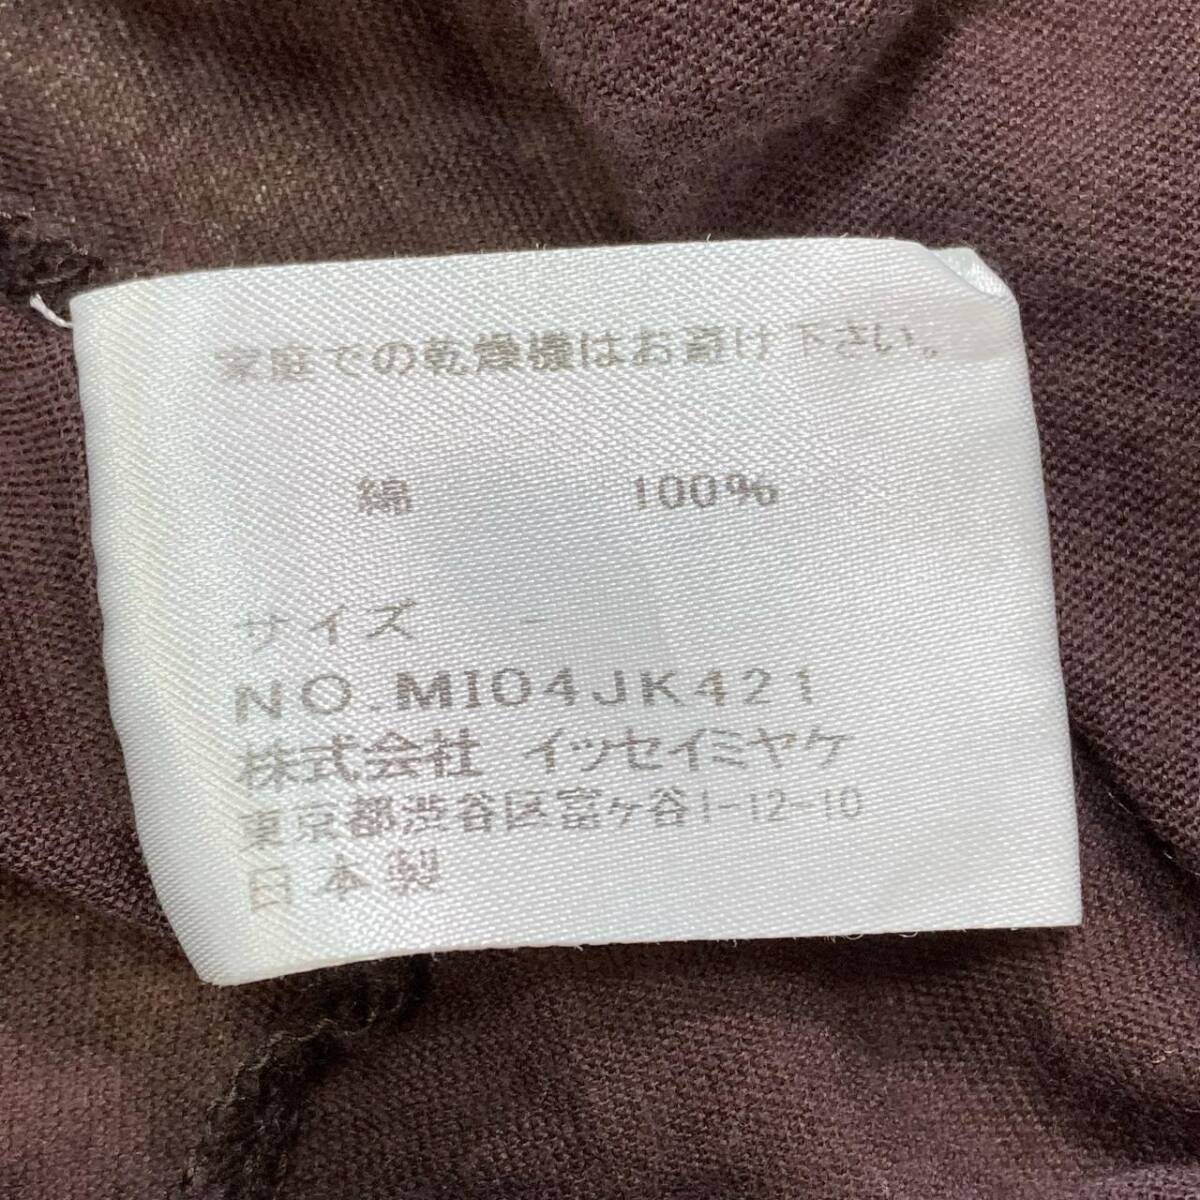 家庭での乾燥機はお避け下さい。
綿 100%
サイズ -
NO.MI04JK421
株式会社 イッセイミヤケ
東京都渋谷区富ヶ谷1-12-10
日本製